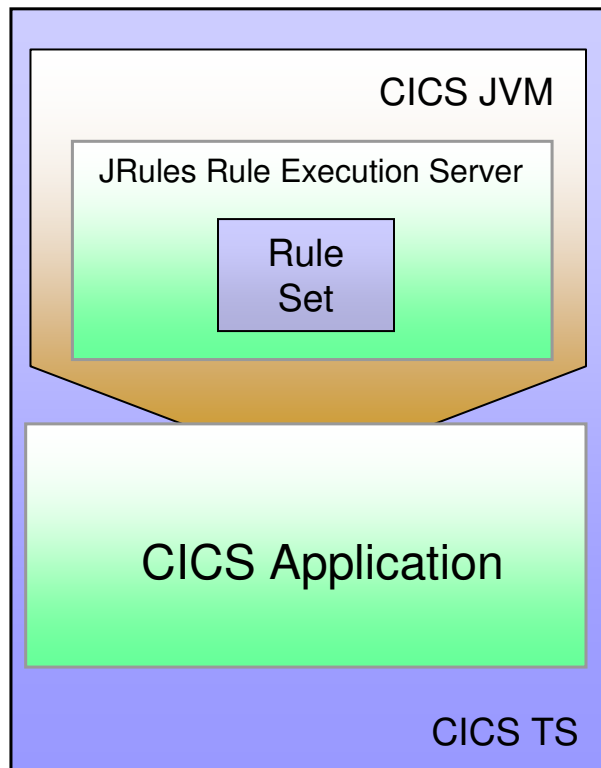 CICS JVM
JRules Rule Execution Server
Rule
Set
CICS Application
CICS TS